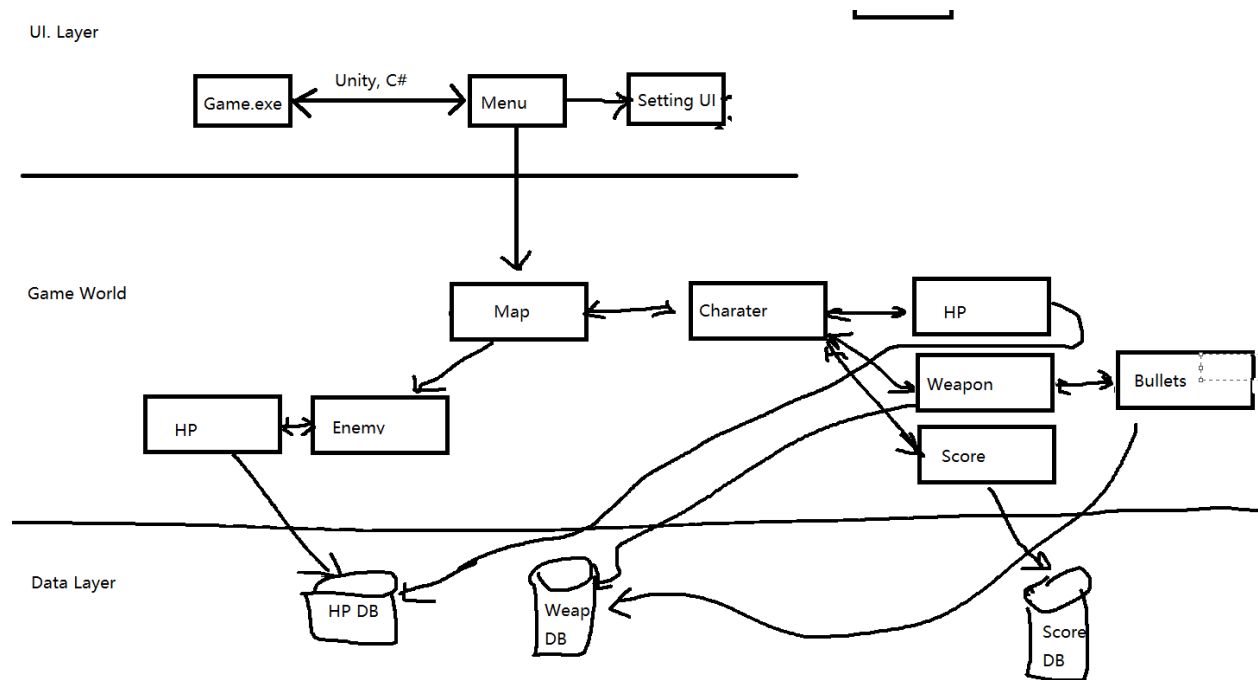 UI. Layer
Unity, C#
Game.exe
Menu
Setting UI
Game World
Map
Charater
HP
Weapon
Bullets
HP
Enemy
Score
Data Layer
HP DB
Weap
DB
Score
DB